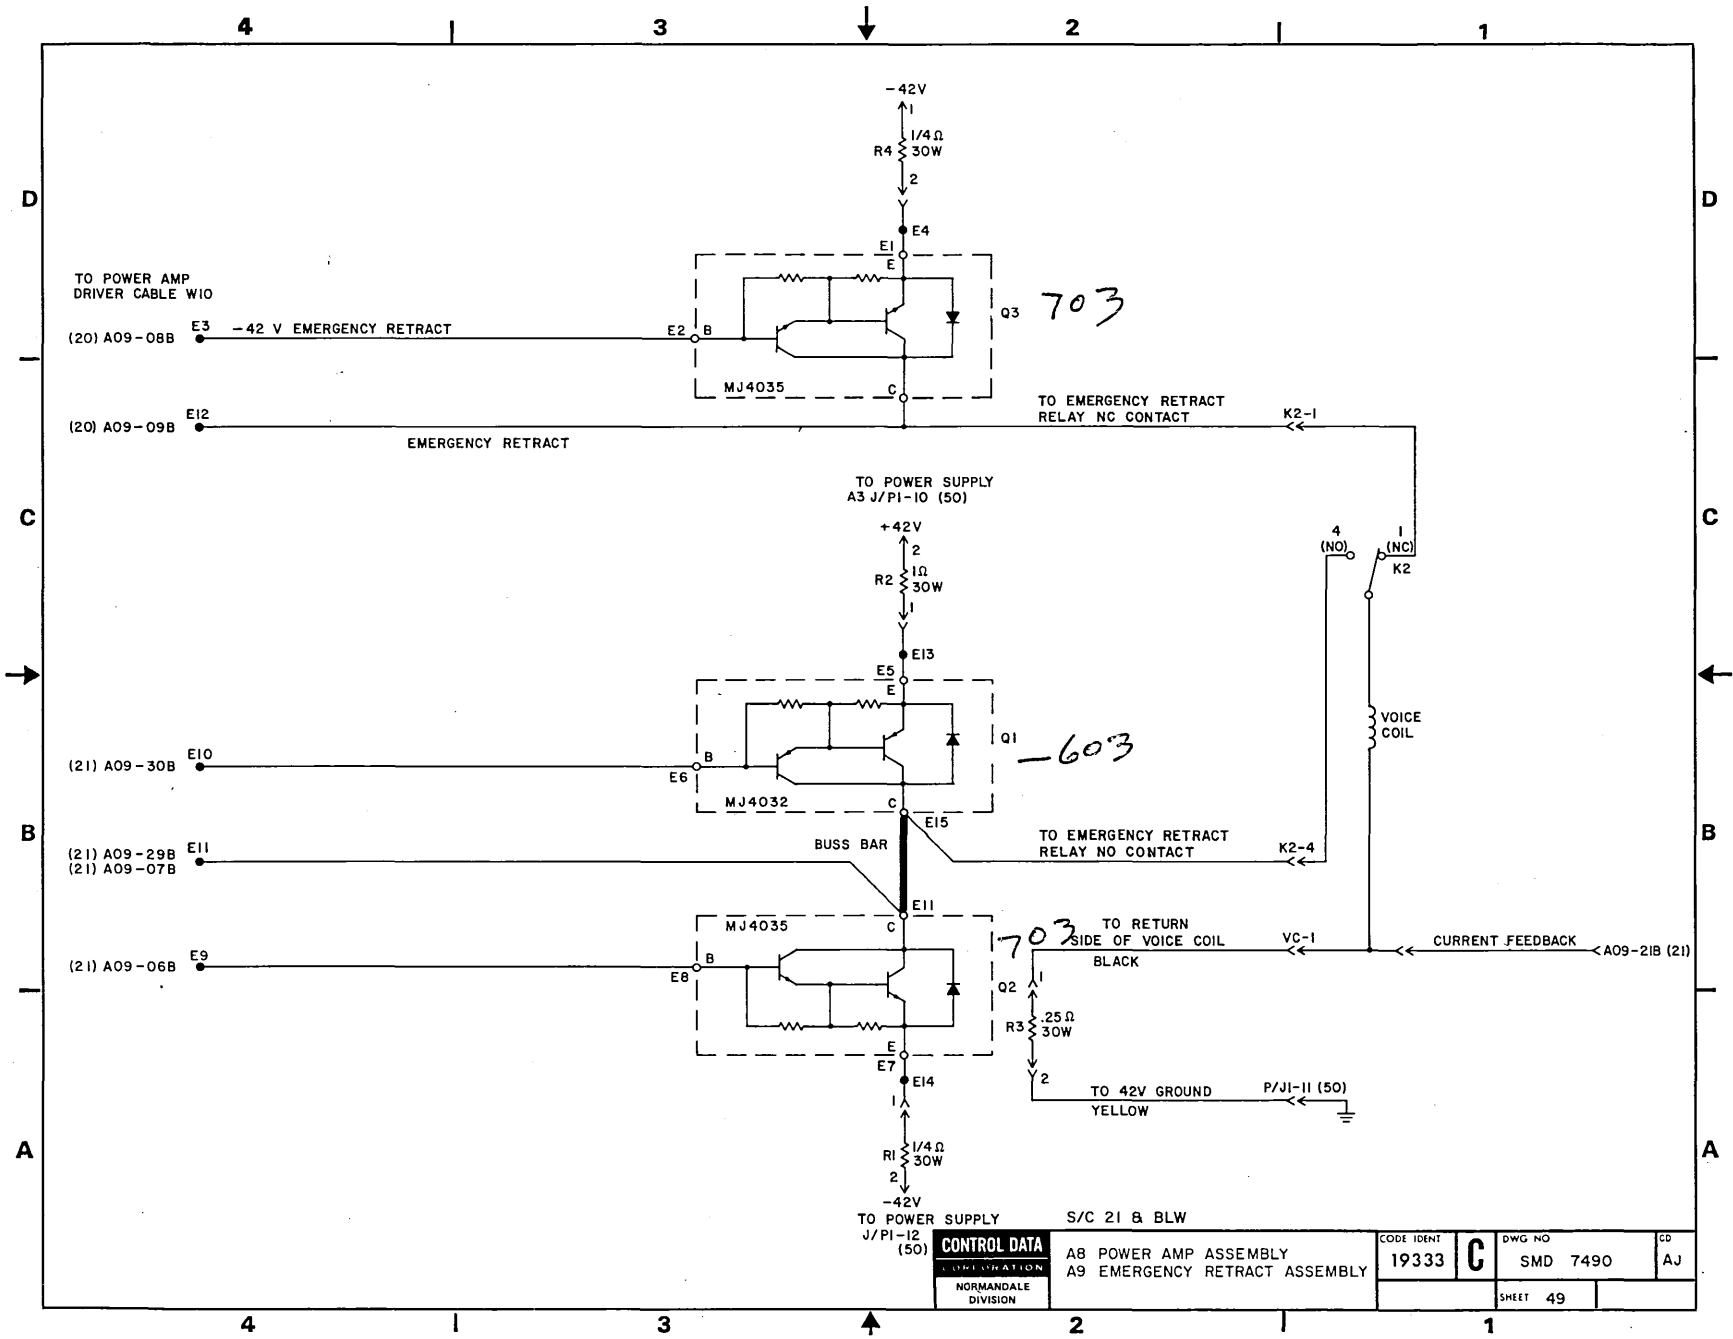 4 3 2 1
-42V
1
1/4Ω
R4 30W
2
D D
E4
E1
E
TO POWER AMP
DRIVER CABLE W10
Q3 703
(20) A09-08B E3 -42 V EMERGENCY RETRACT E2 B
MJ4035 C
TO EMERGENCY RETRACT
RELAY NC CONTACT K2-1
(20) A09-09B E12
EMERGENCY RETRACT
TO POWER SUPPLY
A3 J/P1-10 (50)
C C
+42V
2
4 1
(NO) (NC)
K2
1Ω
R2 30W
1
E13
E5
E
VOICE
COIL
Q1 -603
(21) A09-30B E10 B
E6
MJ4032 C
E15
B B
TO EMERGENCY RETRACT
RELAY NO CONTACT K2-4
BUSS BAR
(21) A09-29B E11
(21) A09-07B
E11
MJ4035 C
703
TO RETURN
SIDE OF VOICE COIL VC-1
BLACK
CURRENT FEEDBACK A09-21B (21)
(21) A09-06B E9 B
E8
Q2 1
.25Ω
R3 30W
E
E7
2
E14
TO 42V GROUND P/J1-11 (50)
YELLOW
1
1/4Ω
R1 30W
2
A A
-42V
TO POWER SUPPLY
J/P1-12
(50)
S/C 21 & BLW
CONTROL DATA
CORPORATION
NORMANDALE
DIVISION
A8 POWER AMP ASSEMBLY
A9 EMERGENCY RETRACT ASSEMBLY
CODE IDENT
19333
C
DWG NO
SMD 7490
CD
AJ
SHEET 49
4 3 2 1